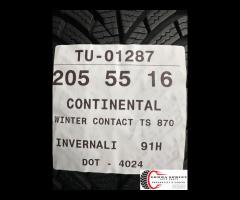 TU-01287
205 55 16
CONTINENTAL
WINTER CONTACT TS 870
INVERNALI 91H
DOT - 4024